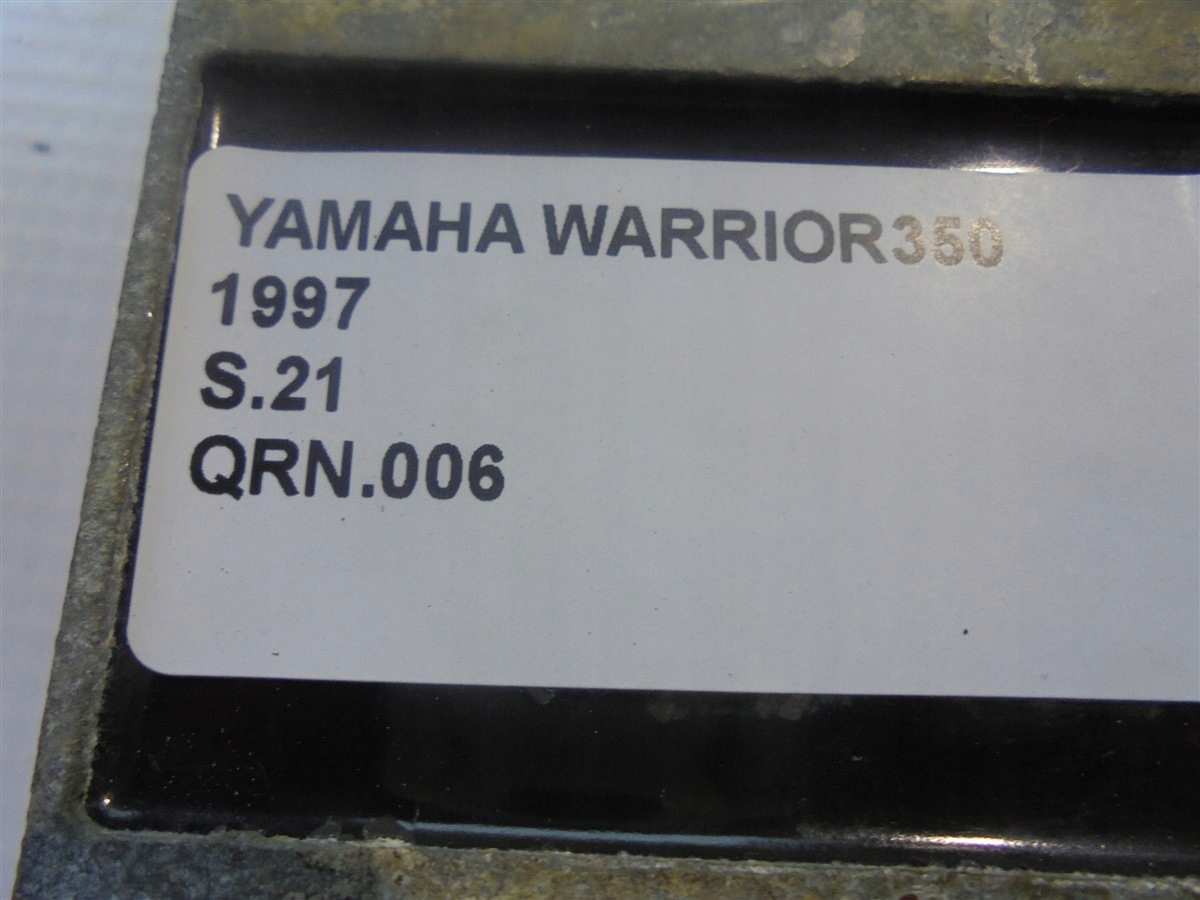 YAMAHA WARRIOR350
1997
S.21
QRN.006